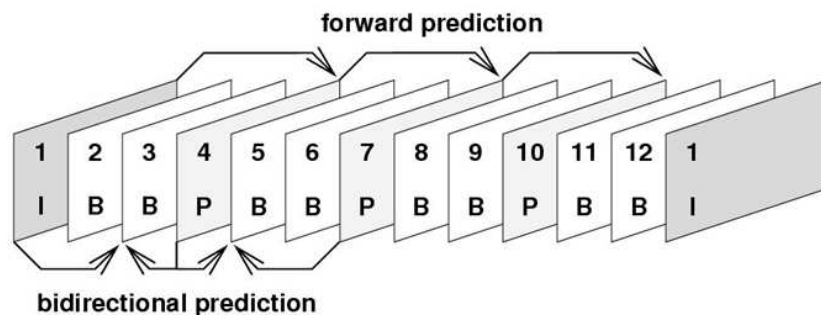 forward prediction
1 2 3 4 5 6 7 8 9 10 11 12 1
I B B P B B P B B P B B I
bidirectional prediction